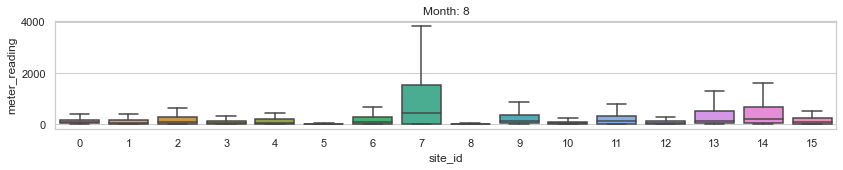 Month: 8
4000
2000
0
meter_reading
0 1 2 3 4 5 6 7 8 9 10 11 12 13 14 15
site_id